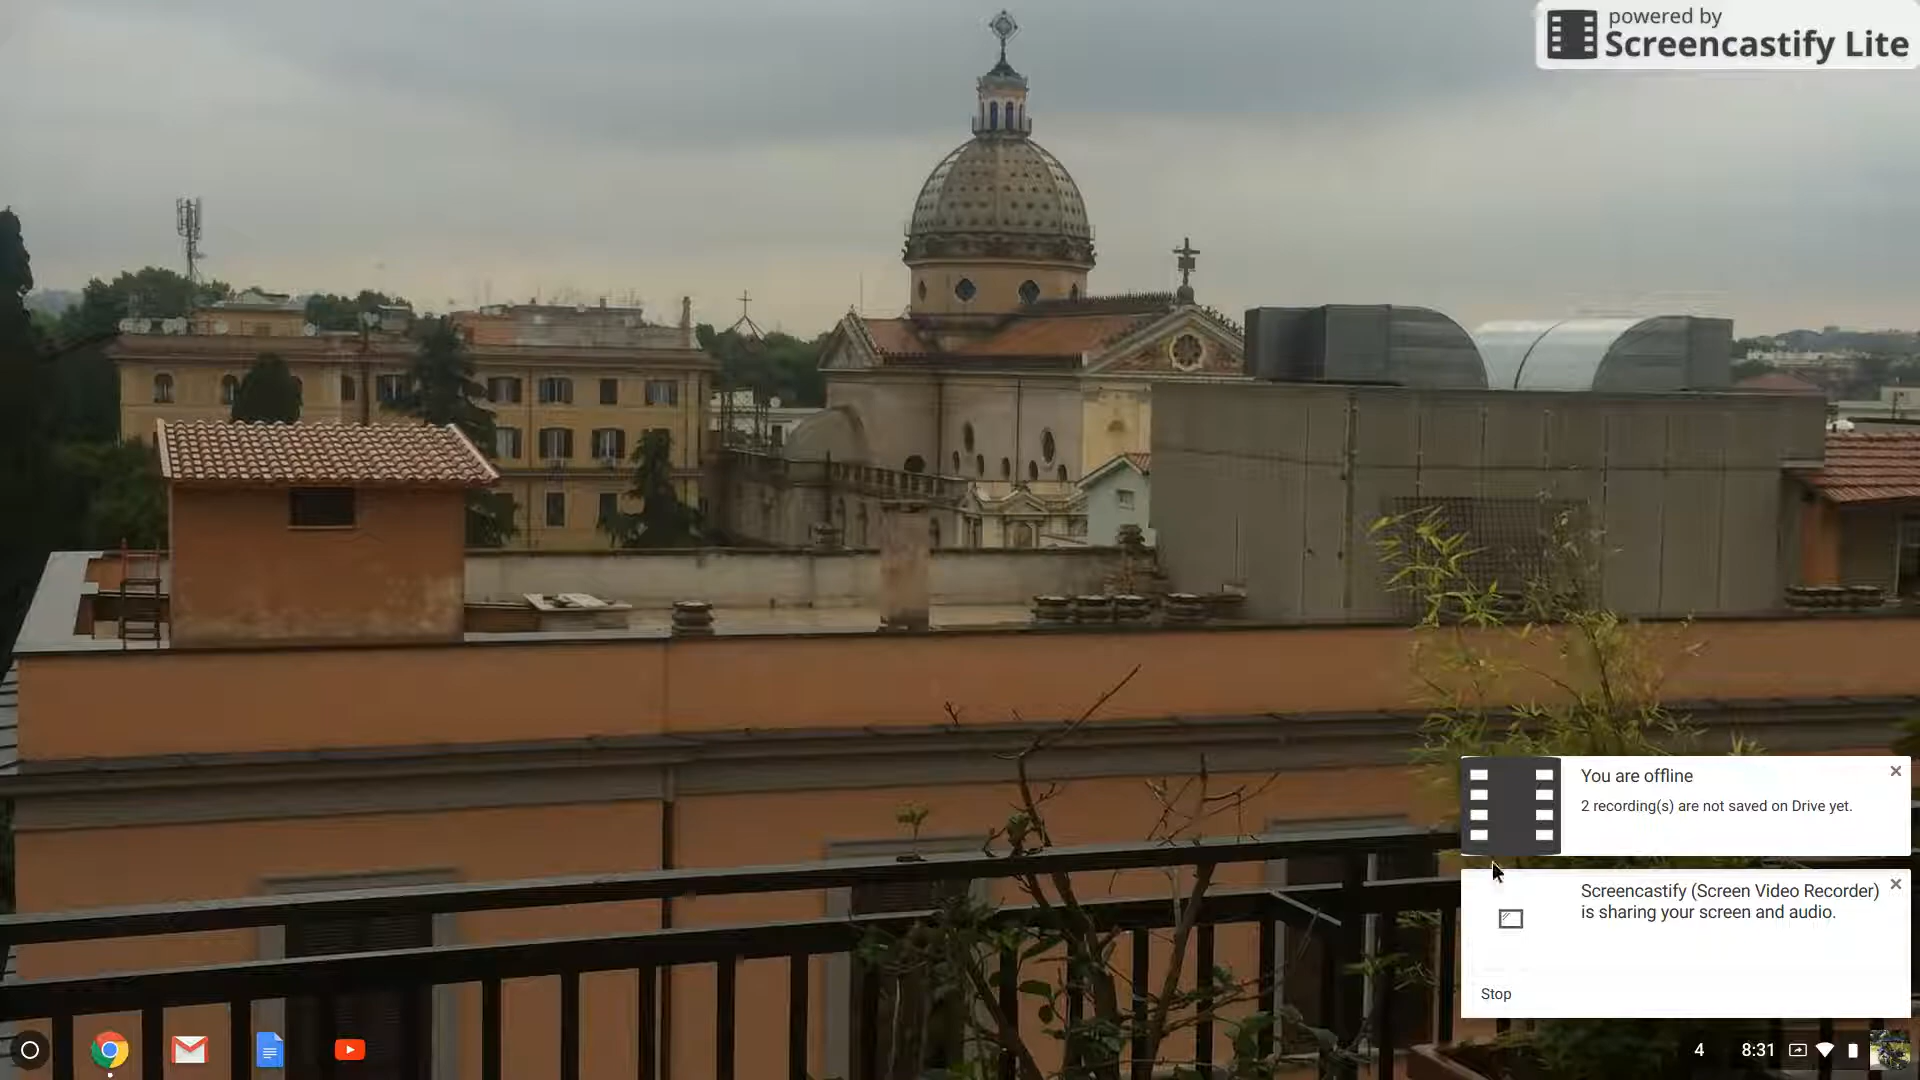 powered by
Screencastify Lite
You are offline
2 recording(s) are not saved on Drive yet.
Screencastify (Screen Video Recorder)
is sharing your screen and audio.
Stop
4 8:31